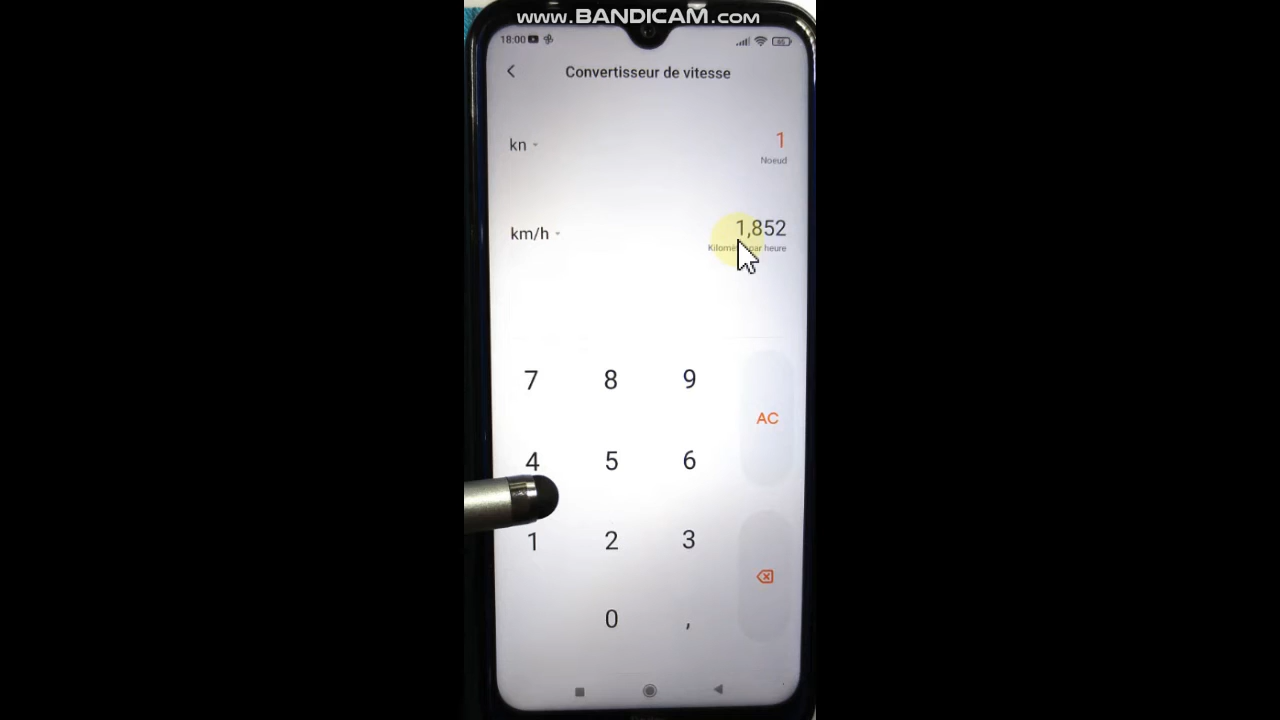 www.BANDICAM.com
18:00
Convertisseur de vitesse
kn
1
Noeud
km/h
1,852
par heure
7 8 9
AC
4 5 6
1 2 3
0 ,